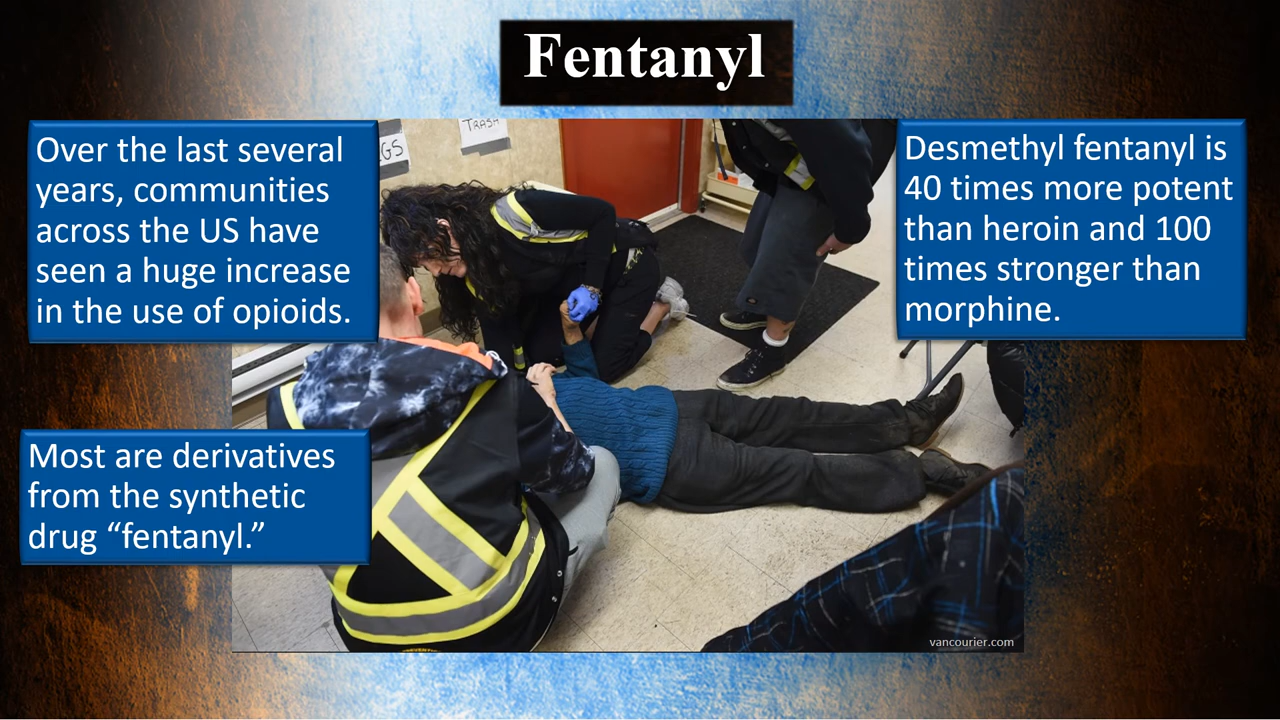 Fentanyl
Over the last several
years, communities
across the US have
seen a huge increase
in the use of opioids.
Desmethyl fentanyl is
40 times more potent
than heroin and 100
times stronger than
morphine.
Most are derivatives
from the synthetic
drug “fentanyl.”
GS
TRASH
vancourier.com